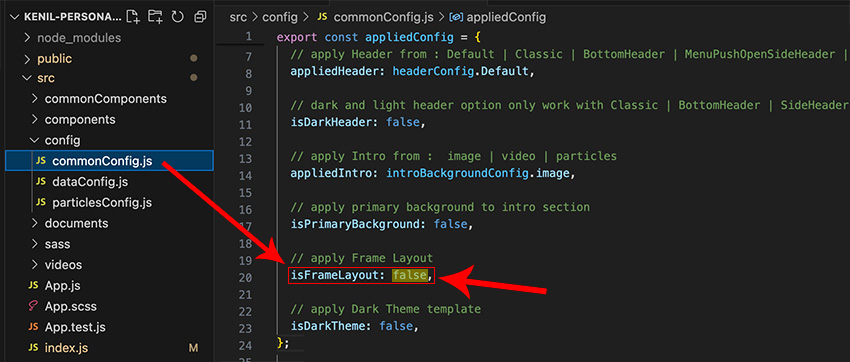 KENIL-PERSONA...
node_modules
public
src
commonComponents
components
config
JS commonConfig.js
JS dataConfig.js
JS particlesConfig.js
documents
sass
videos
JS App.js
App.scss
JS App.test.js
JS index.js M
src > config > JS commonConfig.js > appliedConfig
1 export const appliedConfig = {
7 // apply Header from : Default | Classic | BottomHeader | MenuPushOpenSideHeader |
8 appliedHeader: headerConfig.Default,
9
10 // dark and light header option only work with Classic | BottomHeader | SideHeader
11 isDarkHeader: false,
12
13 // apply Intro from :  image | video | particles
14 appliedIntro: introBackgroundConfig.image,
15
16 // apply primary background to intro section
17 isPrimaryBackground: false,
18
19 // apply Frame Layout
20 isFrameLayout: false,
21
22 // apply Dark Theme template
23 isDarkTheme: false,
24 };